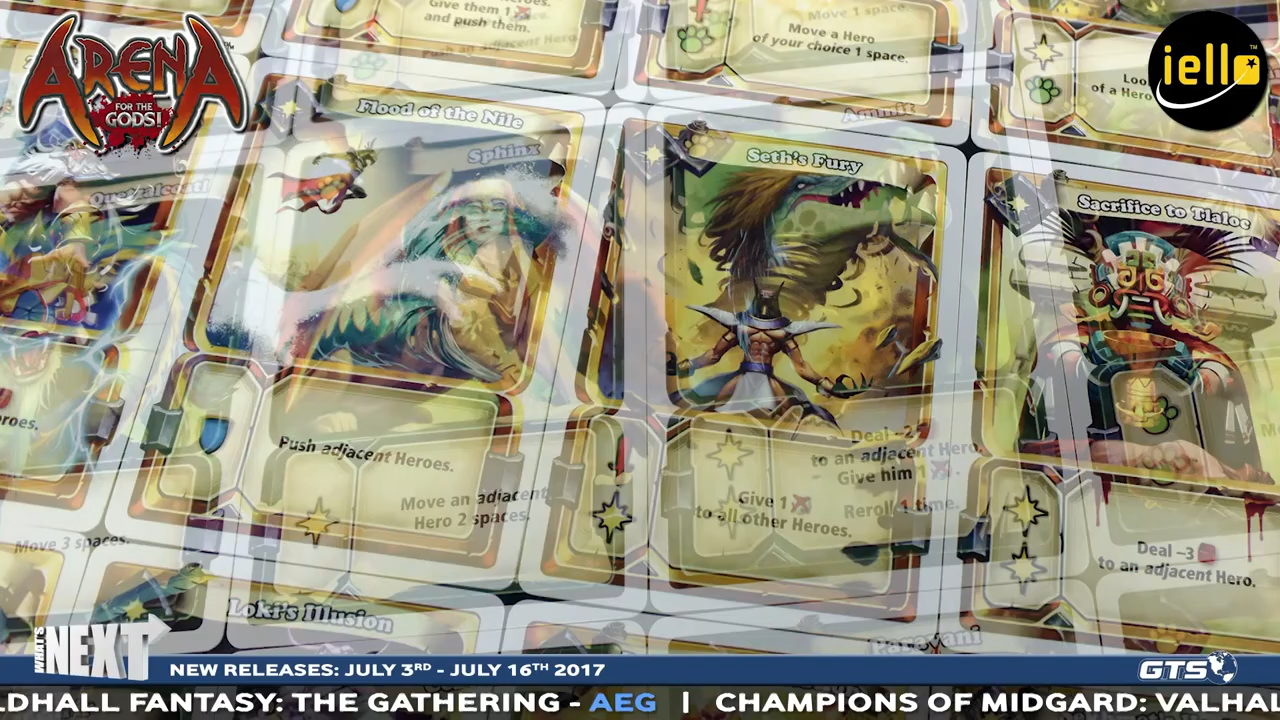 ARENA
FOR THE
GODS!
iello
Give them 1
and push them.
Move 1 space.
Move a Hero
of your choice 1 space.
of a Hero
Ammit
Flood of the Nile
Sphinx
Quetzalcoatl
Seth's Fury
Sacrifice to Tlaloc
Push adjacent Heroes.
Move an adjacent
Hero 2 spaces.
Deal -2
to an adjacent Hero.
Give him 1
Give 1
to all other Heroes.
Reroll 1 time.
Deal -3
to an adjacent Hero.
Move 3 spaces.
Loki's Illusion
WHAT'S
NEXT
NEW RELEASES: JULY 3RD - JULY 16TH 2017
GTS
LDHALL FANTASY: THE GATHERING - AEG | CHAMPIONS OF MIDGARD: VALHAL